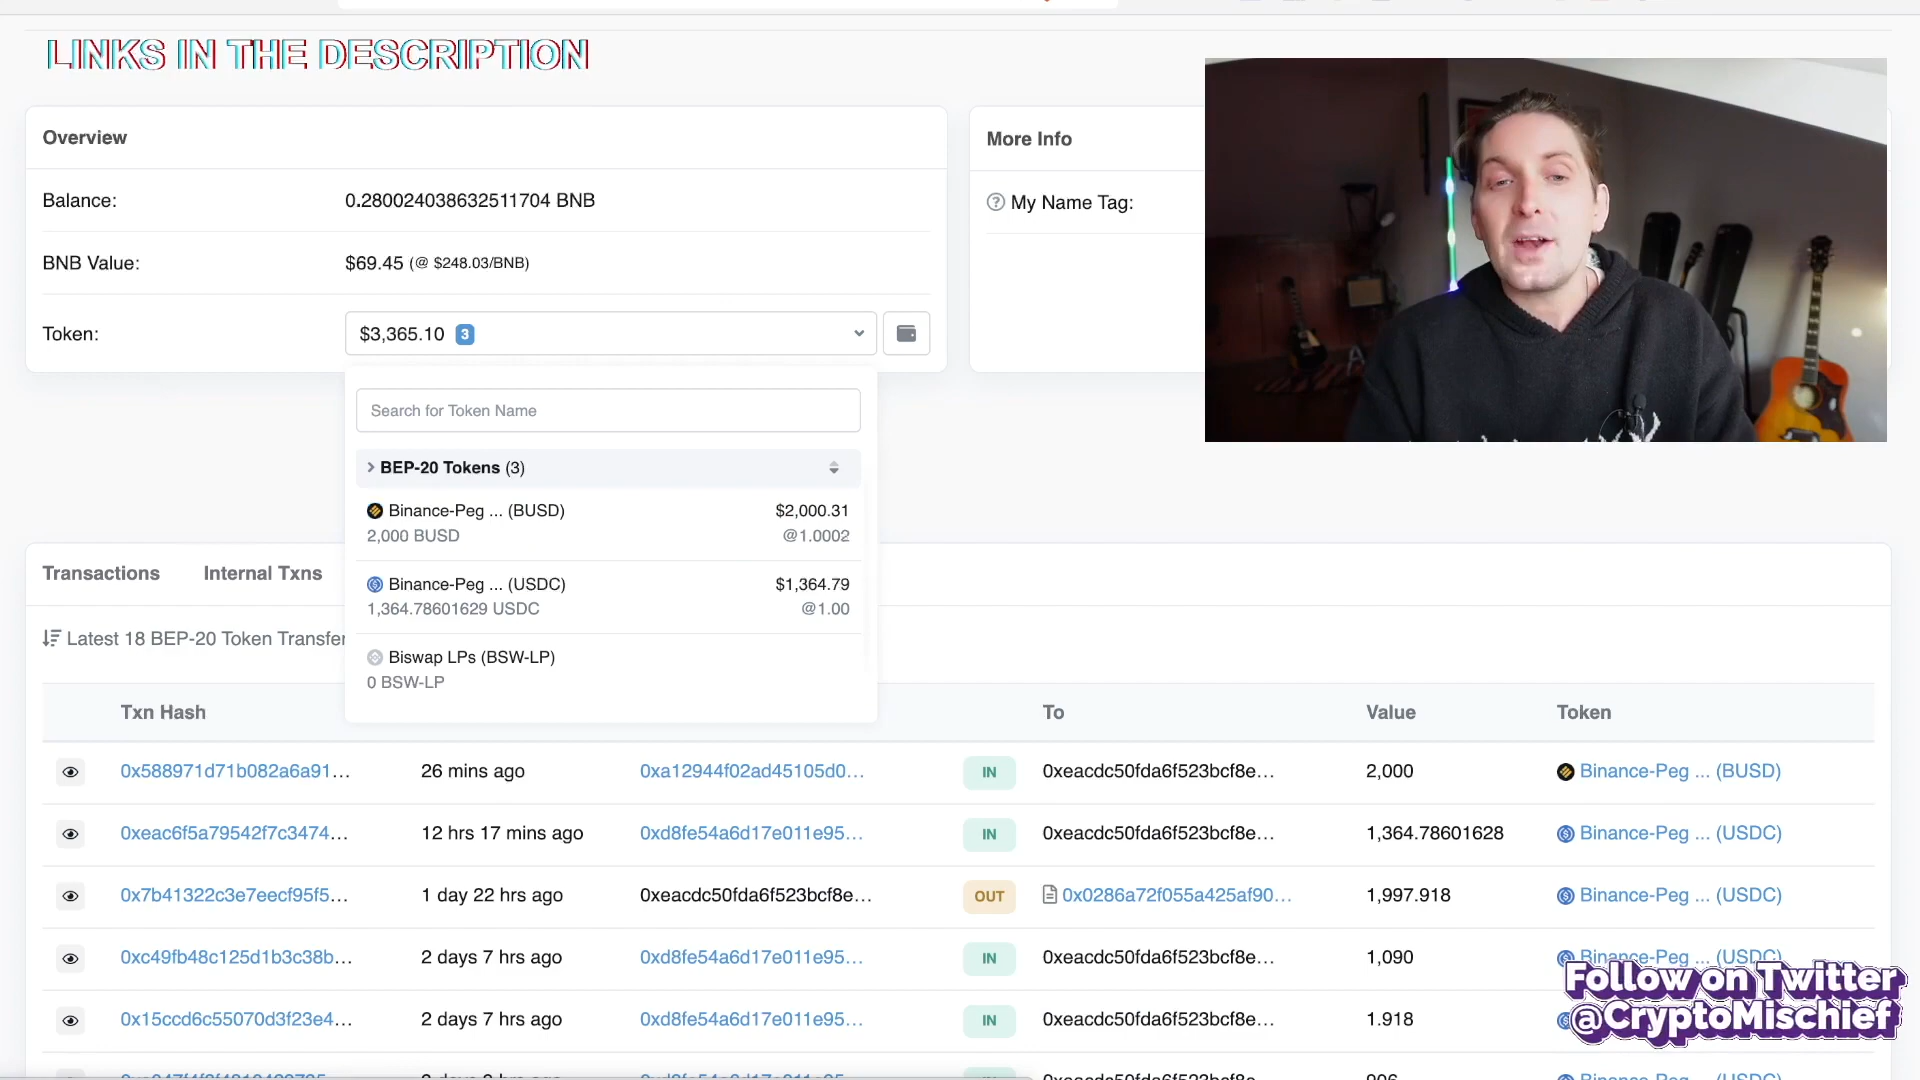 LINKS IN THE DESCRIPTION
Overview
Balance: 0.280024038632511704 BNB
BNB Value: $69.45 (@ $248.03/BNB)
Token: $3,365.10 3
More Info
My Name Tag:
Search for Token Name
BEP-20 Tokens (3)
Binance-Peg ... (BUSD) $2,000.31
2,000 BUSD @1.0002
Binance-Peg ... (USDC) $1,364.79
1,364.78601629 USDC @1.00
Biswap LPs (BSW-LP)
0 BSW-LP
Transactions Internal Txns
Latest 18 BEP-20 Token Transfer
Txn Hash To Value Token
0x588971d71b082a6a91... 26 mins ago 0xa12944f02ad45105d0... IN 0xeacdc50fda6f523bcf8e... 2,000 Binance-Peg ... (BUSD)
0xeac6f5a79542f7c3474... 12 hrs 17 mins ago 0xd8fe54a6d17e011e95... IN 0xeacdc50fda6f523bcf8e... 1,364.78601628 Binance-Peg ... (USDC)
0x7b41322c3e7eecf95f5... 1 day 22 hrs ago 0xeacdc50fda6f523bcf8e... OUT 0x0286a72f055a425af90... 1,997.918 Binance-Peg ... (USDC)
0xc49fb48c125d1b3c38b... 2 days 7 hrs ago 0xd8fe54a6d17e011e95... IN 0xeacdc50fda6f523bcf8e... 1,090 Binance-Peg ... (USDC)
0x15ccd6c55070d3f23e4... 2 days 7 hrs ago 0xd8fe54a6d17e011e95... IN 0xeacdc50fda6f523bcf8e... 1.918
Follow on Twitter
@CryptoMischief